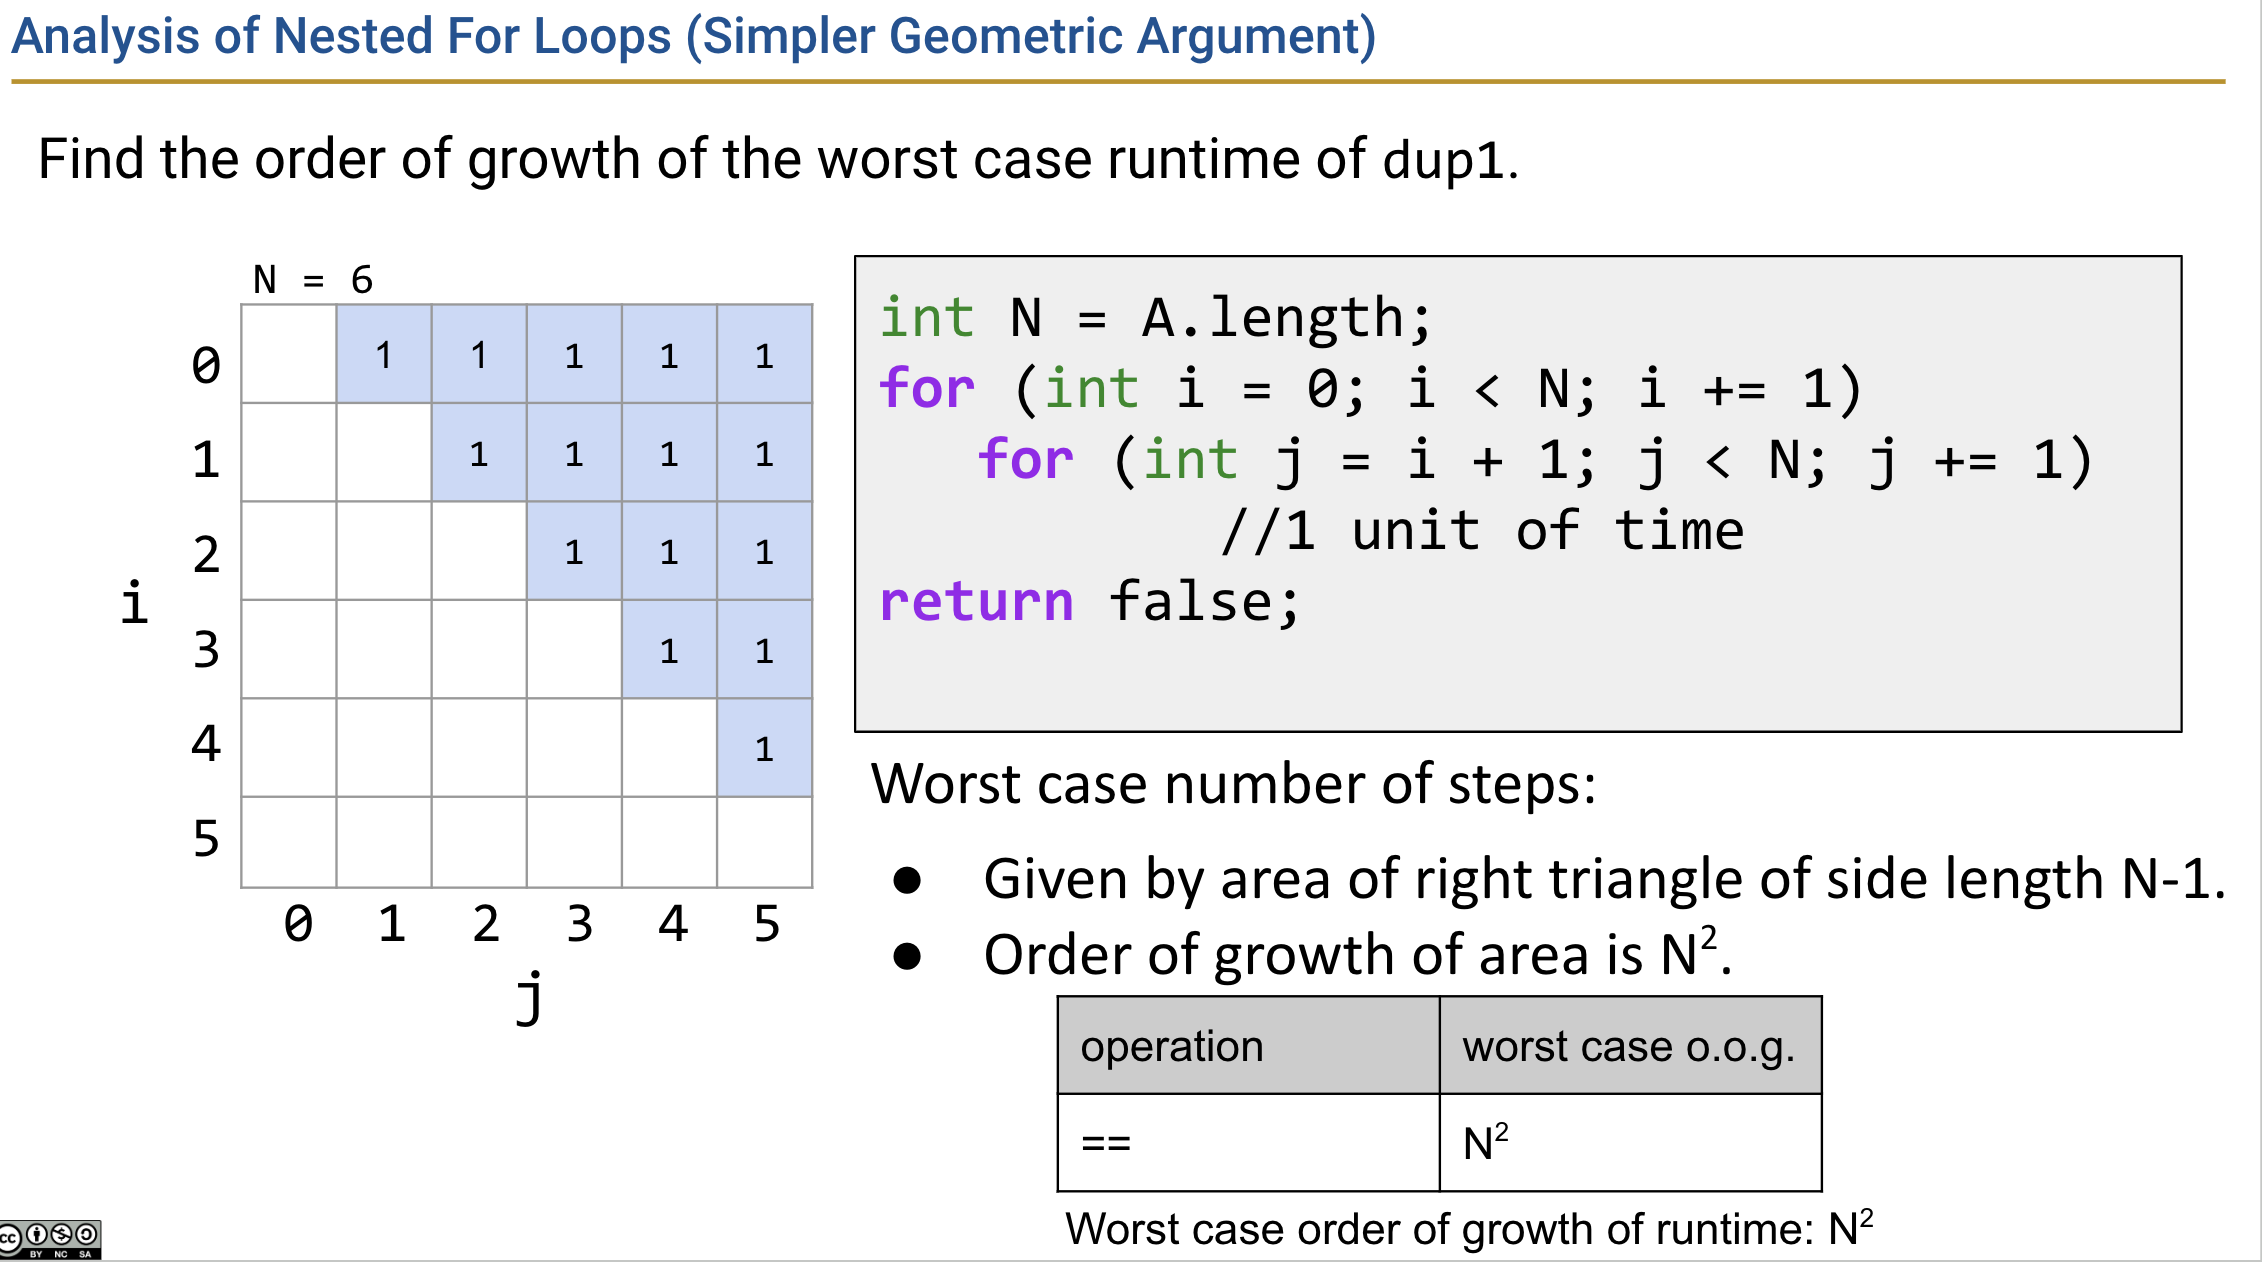 Analysis of Nested For Loops (Simpler Geometric Argument)
Find the order of growth of the worst case runtime of dup1.
N = 6
0 1 1 1 1 1
1 1 1 1 1
2 1 1 1
i
3 1 1
4 1
5
0 1 2 3 4 5
j
int N = A.length;
for (int i = 0; i < N; i += 1)
for (int j = i + 1; j < N; j += 1)
//1 unit of time
return false;
Worst case number of steps:
● Given by area of right triangle of side length N-1.
● Order of growth of area is N².
operation worst case o.o.g.
== N²
Worst case order of growth of runtime: N²
cc
BY NC SA